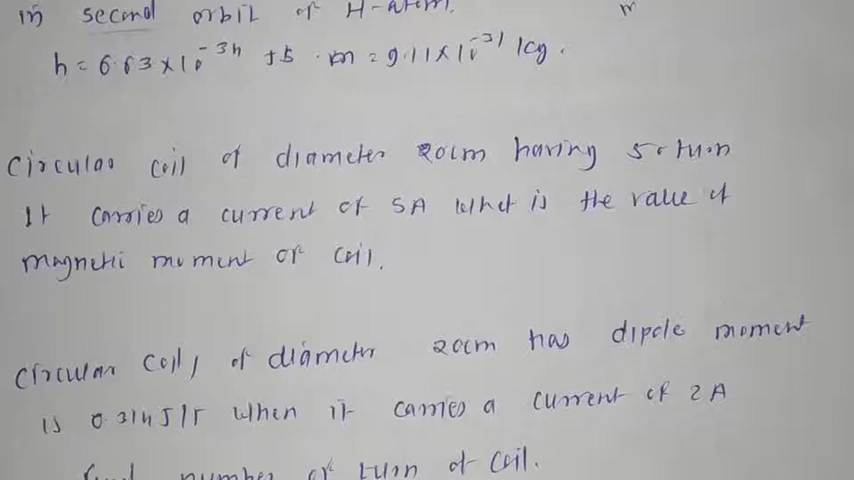 in second orbit of H-atom.
h = 6.63 × 10⁻³⁴ JS . m = 9.11 × 10⁻³¹ kg.
Circular coil of diameter 20cm having 50 turn
It carries a current of 5A what is the value of
magnetic moment of coil.
Circular coil, of diameter 20cm has dipole moment
is 0.314 J/T when it carries a current of 2A
find number of turn of coil.